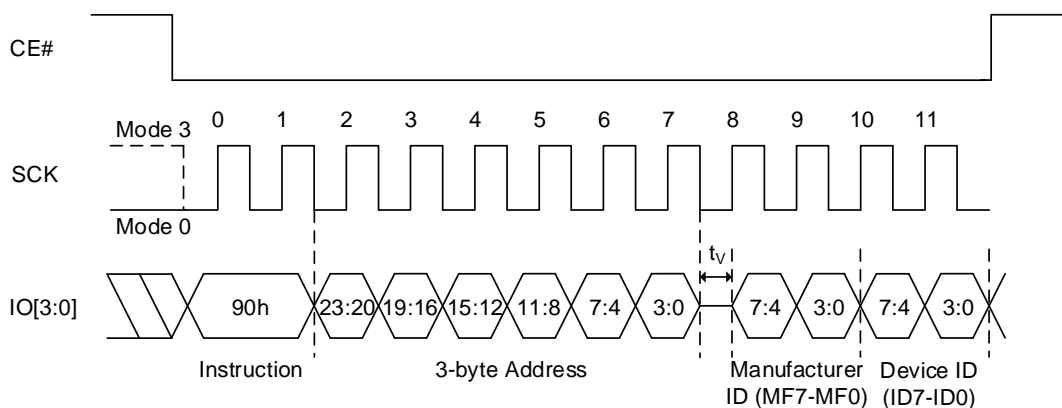 CE#
0 1 2 3 4 5 6 7 8 9 10 11
Mode 3
SCK
Mode 0
tV
IO[3:0]
90h 23:20 19:16 15:12 11:8 7:4 3:0 7:4 3:0 7:4 3:0
Instruction 3-byte Address Manufacturer Device ID
ID (MF7-MF0) (ID7-ID0)